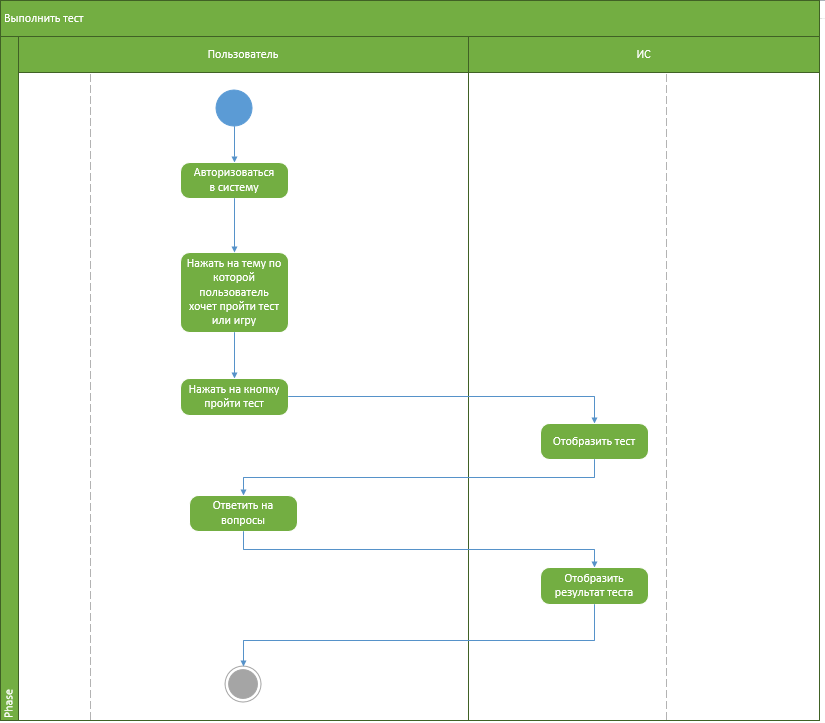 Выполнить тест
Пользователь
ИС
Авторизоваться
в систему
Нажать на тему по
которой
пользователь
хочет пройти тест
или игру
Нажать на кнопку
пройти тест
Отобразить тест
Ответить на
вопросы
Отобразить
результат теста
Phase